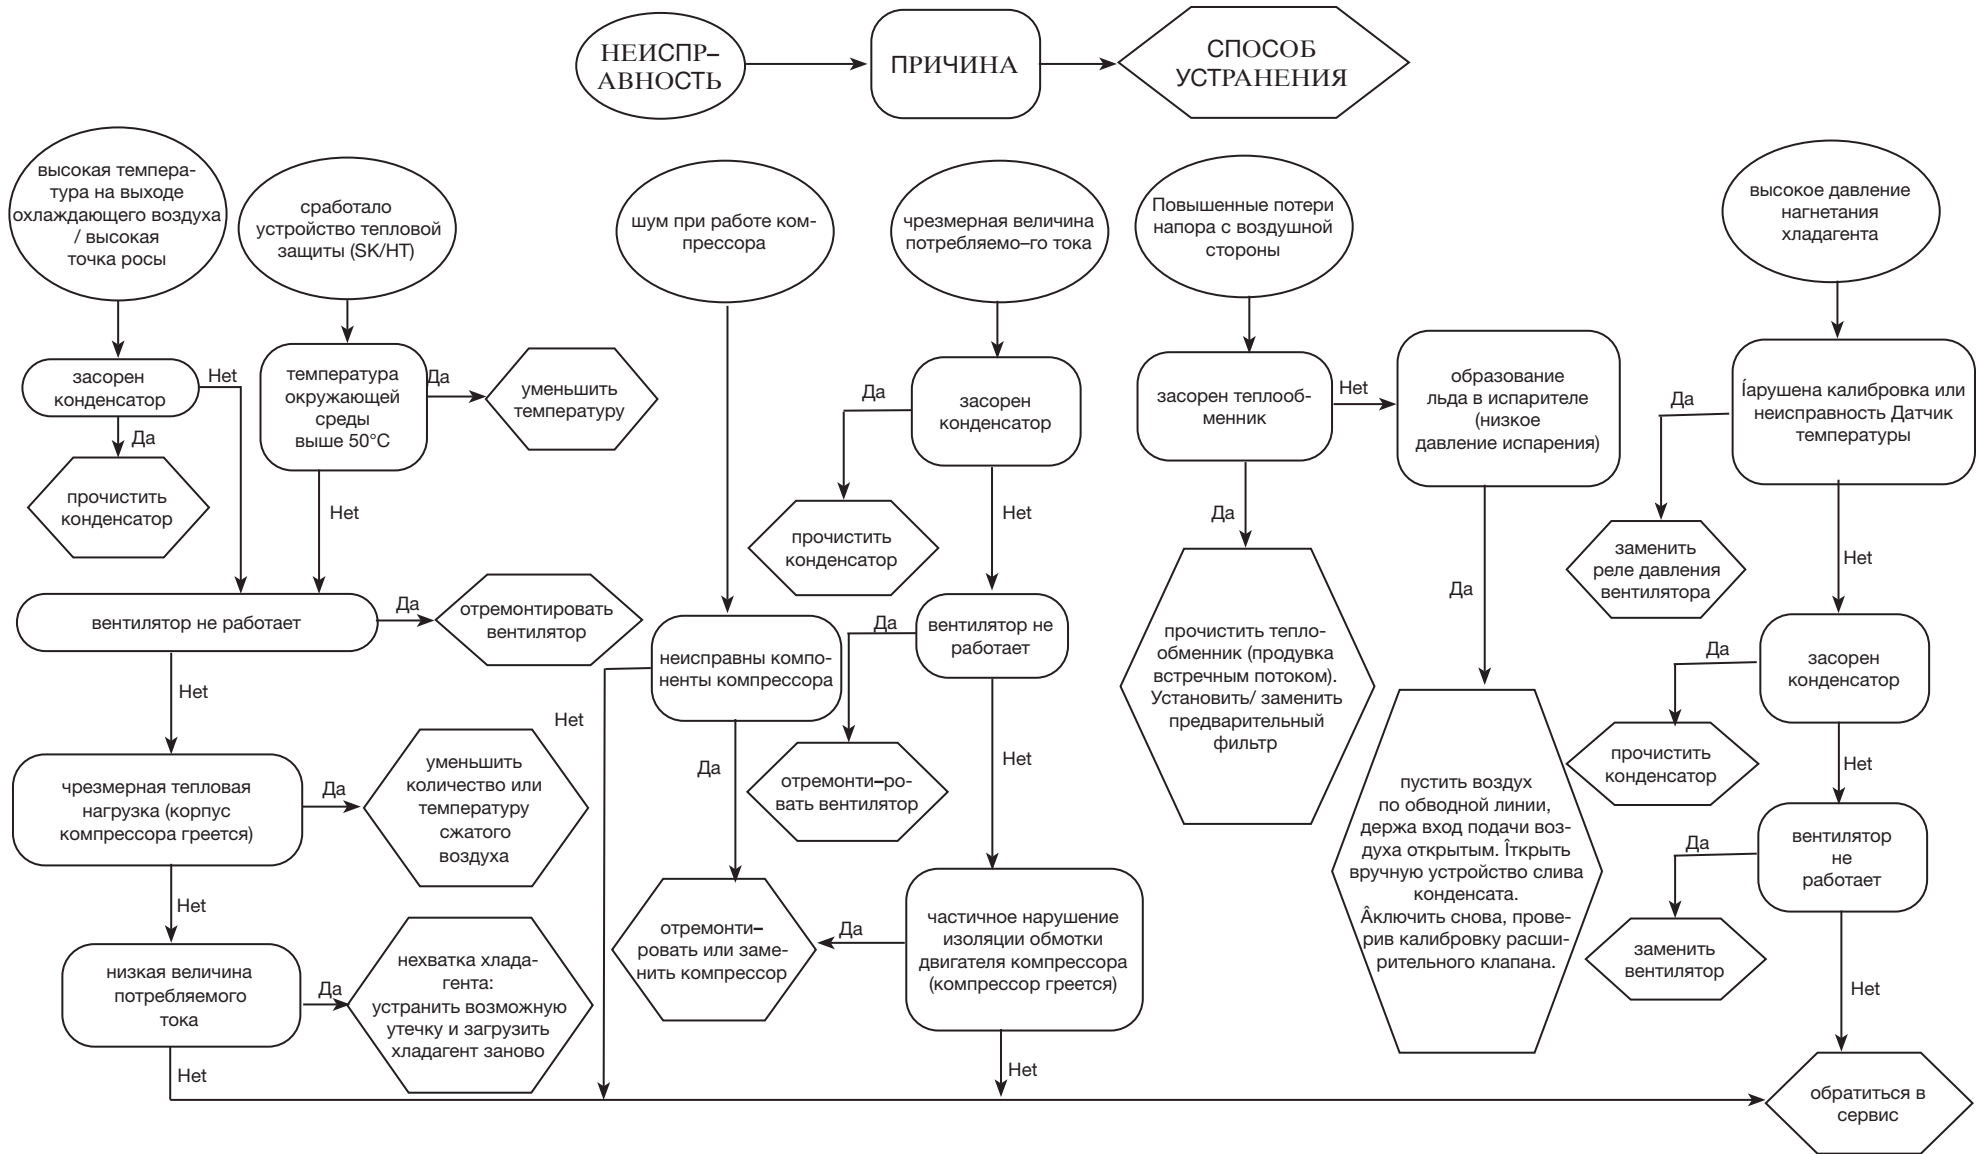 НЕИСПР–
АВНОСТЬ
ПРИЧИНА
СПОСОБ
УСТРАНЕНИЯ
высокая темпера-
тура на выходе
охлаждающего воздуха
/ высокая
точка росы
сработало
устройство тепловой
защиты (SK/HT)
шум при работе ком-
прессора
чрезмерная величина
потребляемо–го тока
Повышенные потери
напора с воздушной
стороны
высокое давление
нагнетания
хладагента
засорен
конденсатор
Нет
Да
прочистить
конденсатор
температура
окружающей
среды
выше 50°C
Да
уменьшить
температуру
Нет
вентилятор не работает
Да
отремонтировать
вентилятор
Нет
чрезмерная тепловая
нагрузка (корпус
компрессора греется)
Да
уменьшить
количество или
температуру
сжатого
воздуха
Нет
низкая величина
потребляемого
тока
Да
нехватка хлада-
гента:
устранить возможную
утечку и загрузить
хладагент заново
Нет
неисправны компо-
ненты компрессора
Нет
Да
отремонти–
ровать или заме-
нить компрессор
засорен
конденсатор
Да
прочистить
конденсатор
Нет
вентилятор не
работает
Да
отремонти–ро-
вать вентилятор
Нет
частичное нарушение
изоляции обмотки
двигателя компрессора
(компрессор греется)
Да
Нет
засорен теплооб-
менник
Нет
Да
прочистить тепло-
обменник (продувка
встречным потоком).
Установить/ заменить
предварительный
фильтр
образование
льда в испарителе
(низкое
давление испарения)
Да
пустить воздух
по обводной линии,
держа вход подачи воз-
духа открытым. Îткрыть
вручную устройство слива
конденсата.
Âключить снова, прове-
рив калибровку расши-
рительного клапана.
Íарушена калибровка или
неисправность Датчик
температуры
Да
заменить
реле давления
вентилятора
Нет
засорен
конденсатор
Да
прочистить
конденсатор
Нет
вентилятор
не
работает
Да
заменить
вентилятор
Нет
обратиться в
сервис